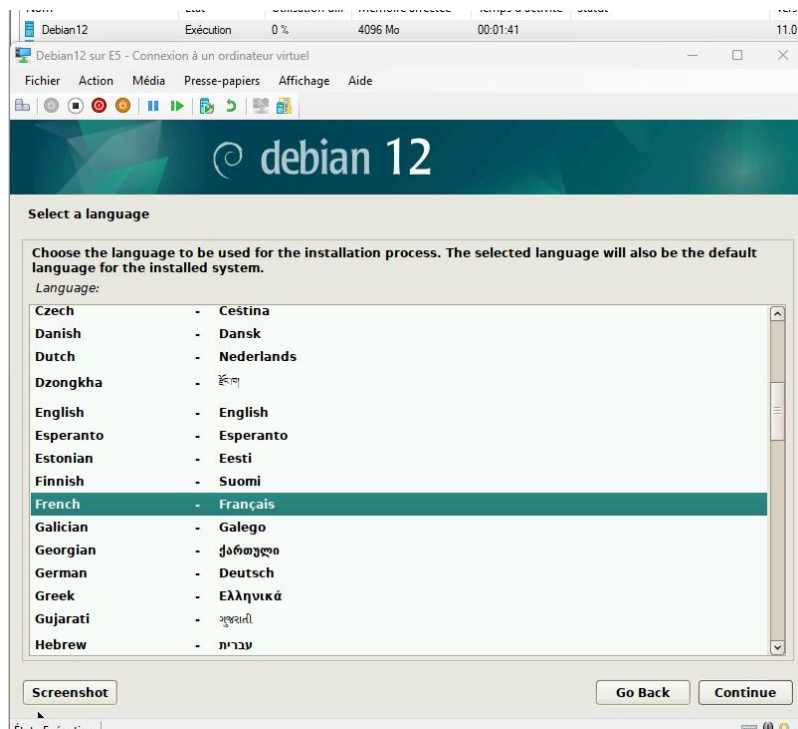 Debian12 Exécution 0 % 4096 Mo 00:01:41 11.0
Debian12 sur E5 - Connexion à un ordinateur virtuel
Fichier Action Média Presse-papiers Affichage Aide
debian 12
Select a language
Choose the language to be used for the installation process. The selected language will also be the default
language for the installed system.
Language:
Czech - Čeština
Danish - Dansk
Dutch - Nederlands
Dzongkha - རྫོང་ཁ།
English - English
Esperanto - Esperanto
Estonian - Eesti
Finnish - Suomi
French - Français
Galician - Galego
Georgian - ქართული
German - Deutsch
Greek - Ελληνικά
Gujarati - ગુજરાતી
Hebrew - עברית
Screenshot Go Back Continue